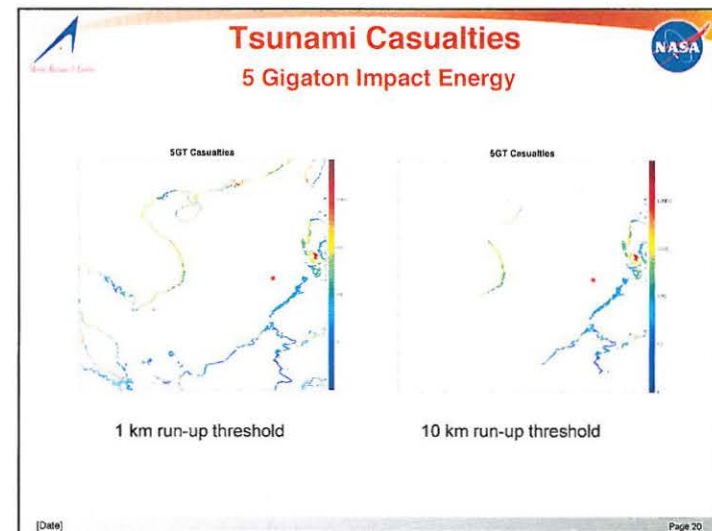 Tsunami Casualties
NASA
5 Gigaton Impact Energy
5GT Casualties
5GT Casualties
1 km run-up threshold
10 km run-up threshold
[Date]
Page 20